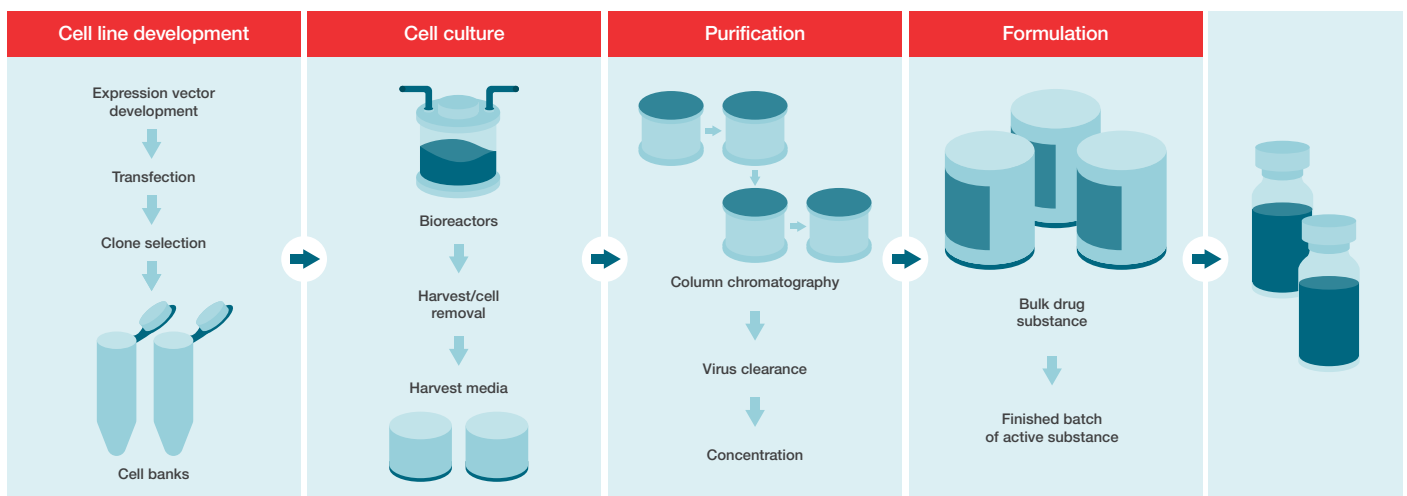 Cell line development
Expression vector
development
Transfection
Clone selection
Cell banks
Cell culture
Bioreactors
Harvest/cell
removal
Harvest media
Purification
Column chromatography
Virus clearance
Concentration
Formulation
Bulk drug
substance
Finished batch
of active substance